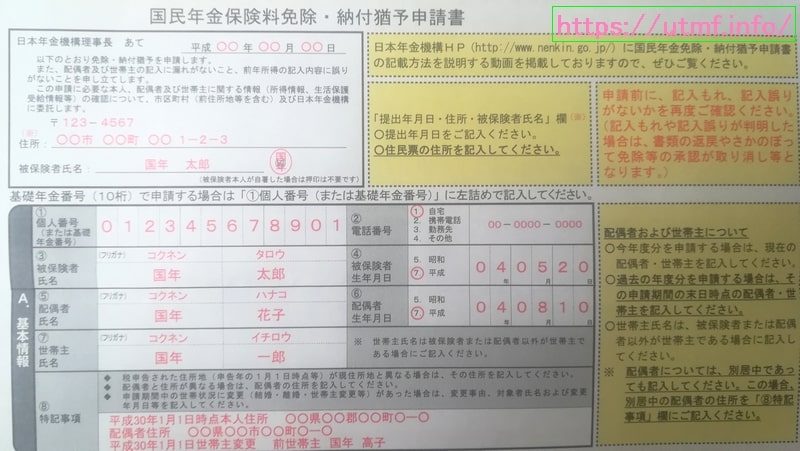 国民年金保険料免除・納付猶予申請書
https://utmf.info/
日本年金機構理事長　あて
平成　〇〇　年　〇〇　月　〇〇　日
以下のとおり免除・納付猶予を申請します。
また、配偶者及び世帯主の記入に漏れがないこと、前年所得の記入内容に誤り
がないことを申し立てします。
この申請に必要な本人、配偶者及び世帯主に関する情報（所得情報、生活保護
受給情報等）の確認について、市区町村（前住所地等を含む）及び日本年金機構
に委託します。
〒123-4567
（※）
住所：　〇〇市　〇〇町　〇〇　1-2-3
被保険者氏名：　国年　太郎
（被保険者本人が自署した場合は押印は不要です）
日本年金機構ＨＰ（http://www.nenkin.go.jp/）に国民年金免除・納付猶予申請書
の記載方法を説明する動画を掲載しておりますので、ぜひご覧ください。
「提出年月日・住所・被保険者氏名」欄（※）
〇提出年月日をご記入ください。
〇住民票の住所を記入してください。
申請前に、記入もれ、記入誤り
がないかを再度ご確認ください。
（記入もれや記入誤りが判明した
場合は、書類の返戻やさかのぼっ
て免除等の承認が取り消し等と
なります。）
基礎年金番号（10桁）で申請する場合は「①個人番号（または基礎年金番号）」に左詰めで記入してください。
A．基本情報
①
個人番号
（または基礎
年金番号）
0 1 2 3 4 5 6 7 8 9 0 1
②
電話番号
1. 自宅
2. 携帯電話
3. 勤務先
4. その他
00-0000-0000
③
被保険者
氏名
（フリガナ）　コクネン　タロウ
国年　太郎
④
被保険者
生年月日
5. 昭和
7. 平成
0 4 0 5 2 0
年　月　日
⑤
配偶者
氏名
（フリガナ）　コクネン　ハナコ
国年　花子
⑥
配偶者
生年月日
5. 昭和
7. 平成
0 4 0 8 1 0
年　月　日
⑦
世帯主
氏名
（フリガナ）　コクネン　イチロウ
国年　一郎
※　世帯主氏名は被保険者または配偶者以外が世帯主で
ある場合にご記入ください。
⑧
特記事項
◆　税申告された住所地（申告年の１月１日時点等）が現住所地と異なる場合は、その住所を記入してください。
◆　配偶者と住所が異なる場合は、配偶者の住所を記入してください。
◆　申請期間中の世帯状況に変更（結婚・離婚・世帯主変更等）があった場合は、変更事由、対象者氏名および変更
年月日等を記入してください。
平成30年1月1日時点本人住所　〇〇県〇〇郡〇〇町〇－〇
配偶者住所　〇〇県〇〇市〇〇町〇－〇
平成30年1月1日世帯主変更　前世帯主　国年　高子
配偶者および世帯主について
〇今年度分を申請する場合は、現在の
配偶者・世帯主を記入してください。
〇過去の年度分を申請する場合は、そ
の申請期間の末日時点の配偶者・世
帯主を記入してください。
〇世帯主氏名は、被保険者または配偶
者以外が世帯主である場合に記入し
てください。
※　配偶者については、別居中であっ
ても記入してください。この場合、
別居中の配偶者の住所を「⑧特記
事項」欄にご記入ください。